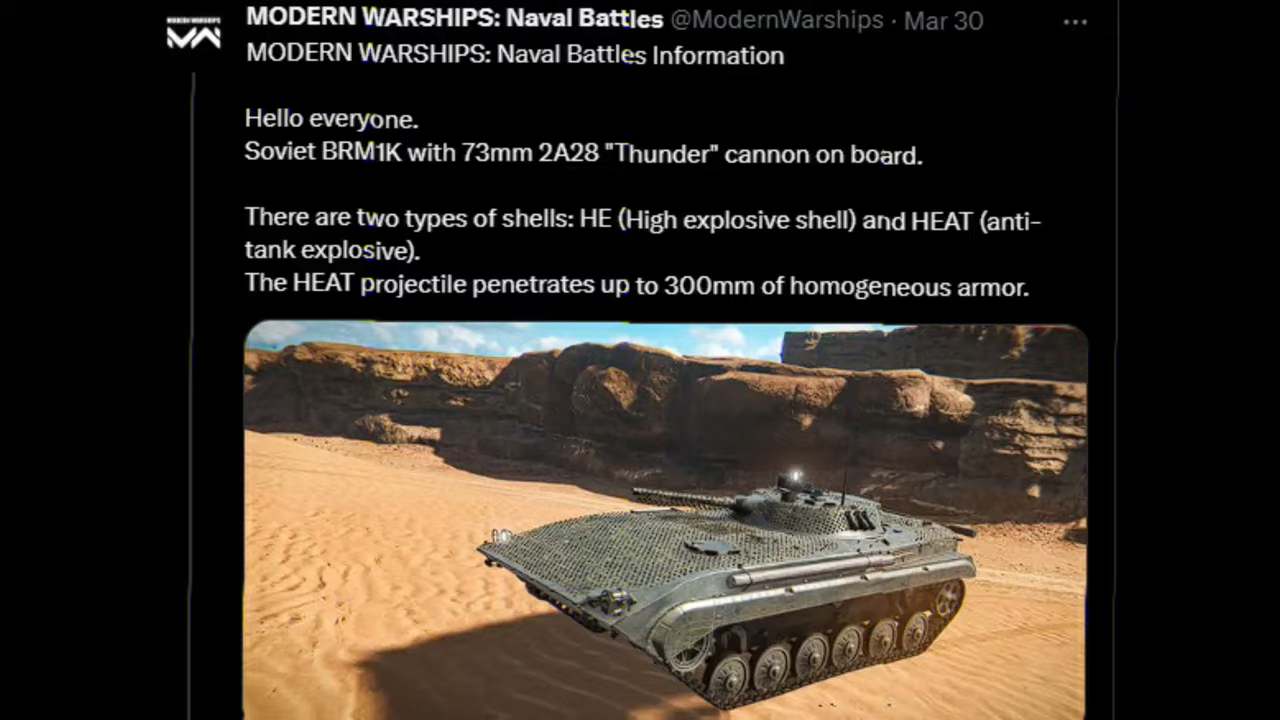 MODERN WARSHIPS
MODERN WARSHIPS: Naval Battles @ModernWarships · Mar 30
MODERN WARSHIPS: Naval Battles Information
Hello everyone.
Soviet BRM1K with 73mm 2A28 "Thunder" cannon on board.
There are two types of shells: HE (High explosive shell) and HEAT (anti-
tank explosive).
The HEAT projectile penetrates up to 300mm of homogeneous armor.